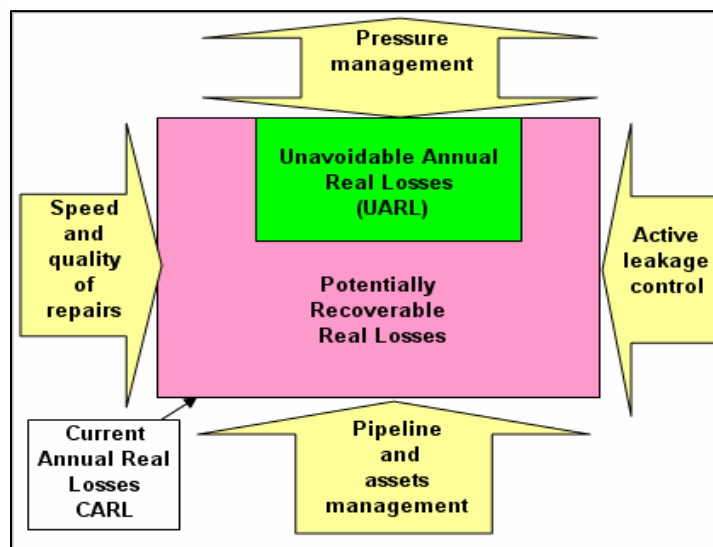 Pressure
management
Unavoidable Annual
Real Losses
(UARL)
Speed
and
quality
of
repairs
Active
leakage
control
Potentially
Recoverable
Real Losses
Current
Annual Real
Losses
CARL
Pipeline
and
assets
management